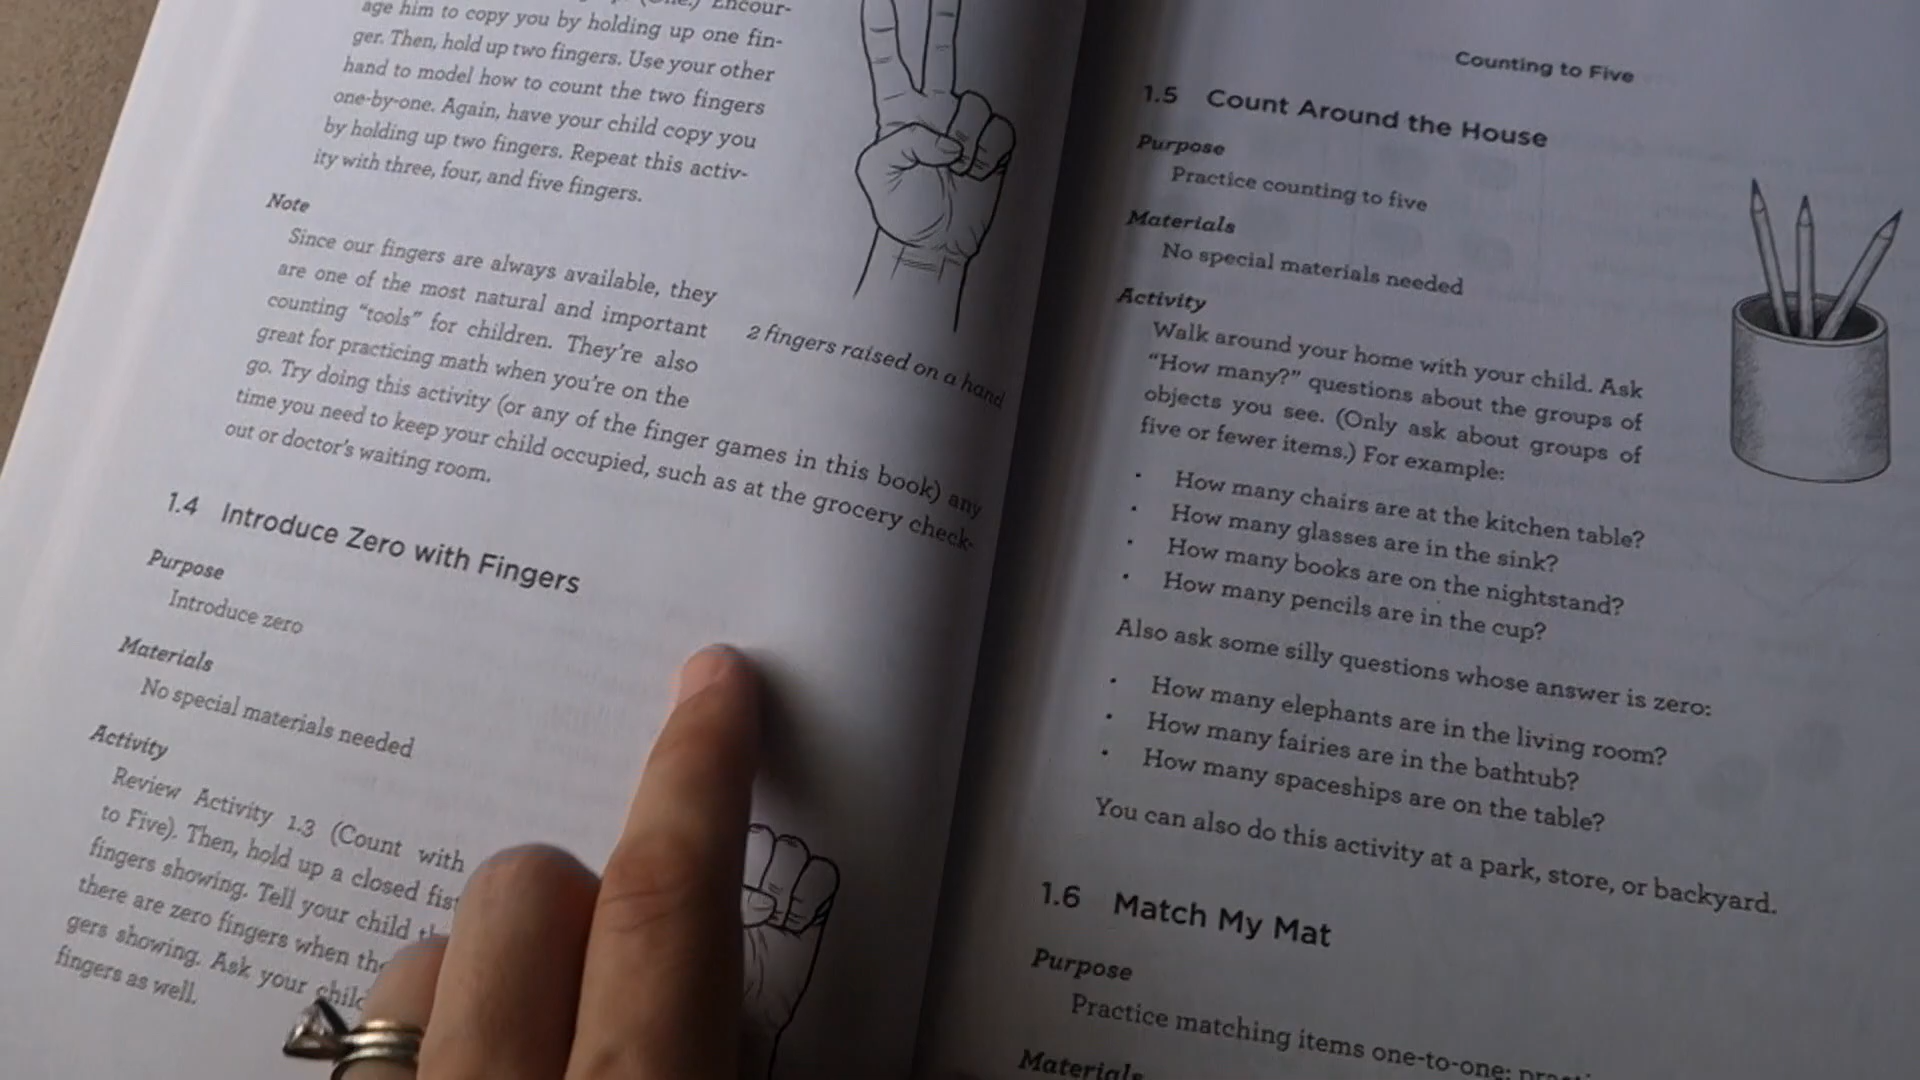 Encour-
age him to copy you by holding up one fin-
ger. Then, hold up two fingers. Use your other
hand to model how to count the two fingers
one-by-one. Again, have your child copy you
by holding up two fingers. Repeat this activ-
ity with three, four, and five fingers.
Note
Since our fingers are always available, they
are one of the most natural and important
counting "tools" for children. They're also
great for practicing math when you're on the
go. Try doing this activity (or any of the finger games in this book) any
time you need to keep your child occupied, such as at the grocery check-
out or doctor's waiting room.
2 fingers raised on a hand
1.4 Introduce Zero with Fingers
Purpose
Introduce zero
Materials
No special materials needed
Activity
Review Activity 1.3 (Count with
to Five). Then, hold up a closed
fingers showing. Tell your child
there are zero fingers when
gers showing. Ask your
fingers as well.
Counting to Five
1.5 Count Around the House
Purpose
Practice counting to five
Materials
No special materials needed
Activity
Walk around your home with your child. Ask
"How many?" questions about the groups of
objects you see. (Only ask about groups of
five or fewer items.) For example:
· How many chairs are at the kitchen table?
· How many glasses are in the sink?
· How many books are on the nightstand?
· How many pencils are in the cup?
Also ask some silly questions whose answer is zero:
· How many elephants are in the living room?
· How many fairies are in the bathtub?
· How many spaceships are on the table?
You can also do this activity at a park, store, or backyard.
1.6 Match My Mat
Purpose
Practice matching items one-to-one;
Materials